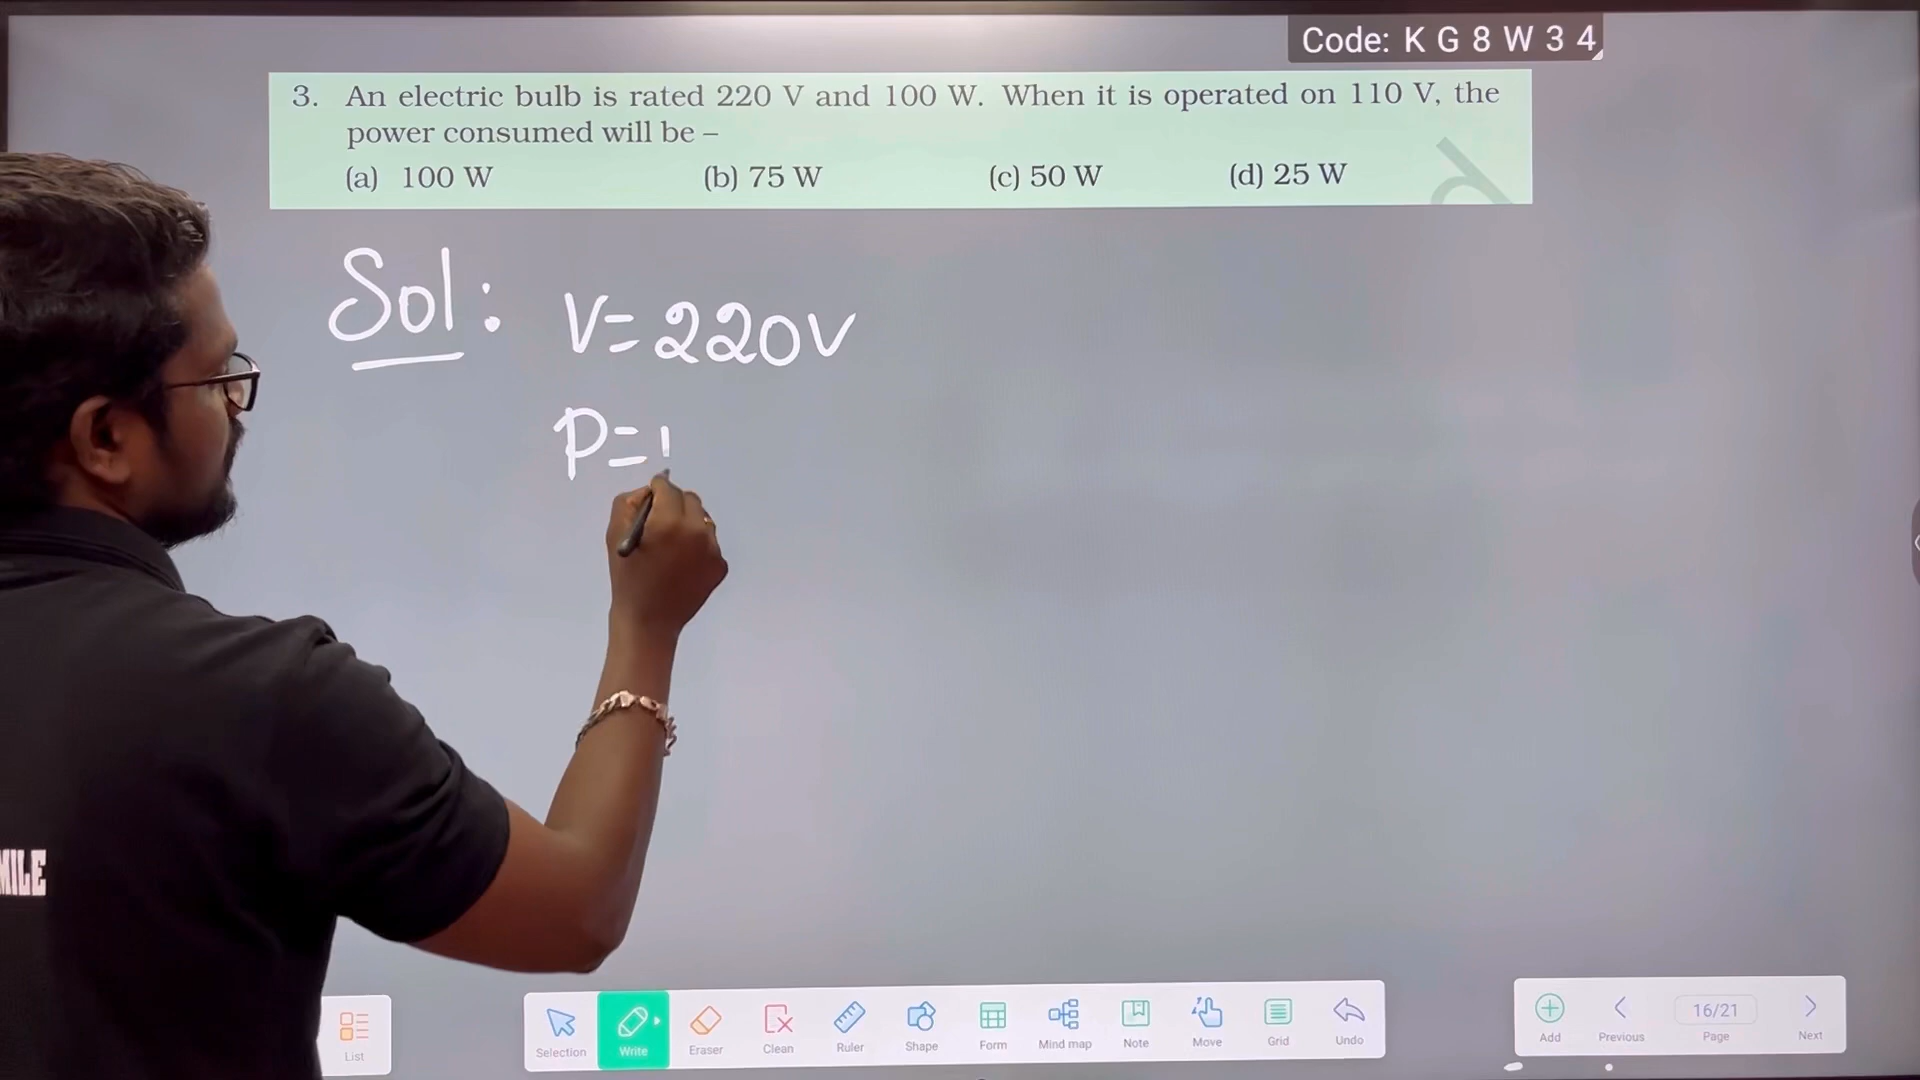 Code: K G 8 W 3 4
3. An electric bulb is rated 220 V and 100 W. When it is operated on 110 V, the
power consumed will be –
(a) 100 W (b) 75 W (c) 50 W (d) 25 W
Sol: V=220V
P=1
MILE
List
Selection Write Eraser Clean Ruler Shape Form Mind map Note Move Grid Undo
Add Previous 16/21 Page Next